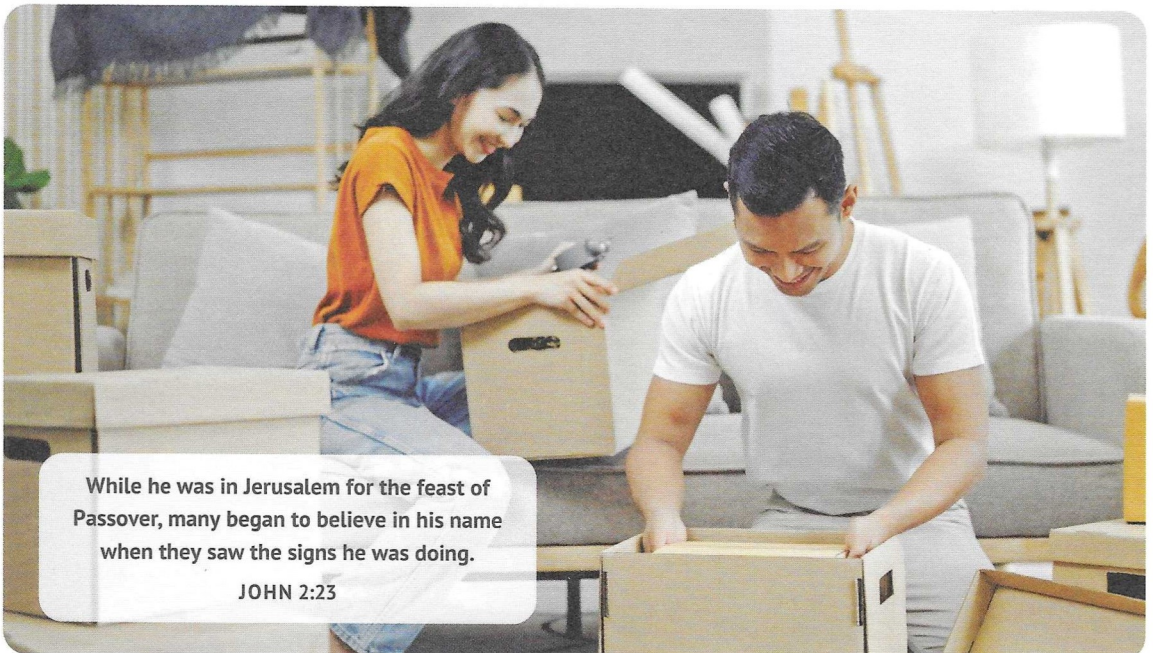 While he was in Jerusalem for the feast of
Passover, many began to believe in his name
when they saw the signs he was doing.
JOHN 2:23